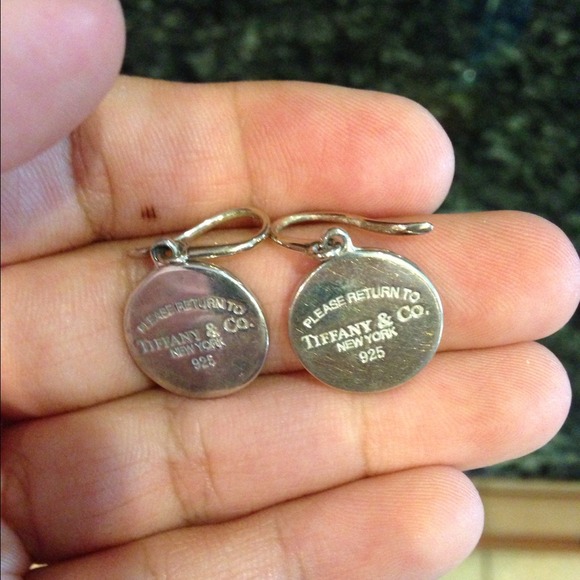 PLEASE RETURN TO
TIFFANY & CO.
NEW YORK
925
PLEASE RETURN TO
TIFFANY & CO.
NEW YORK
925